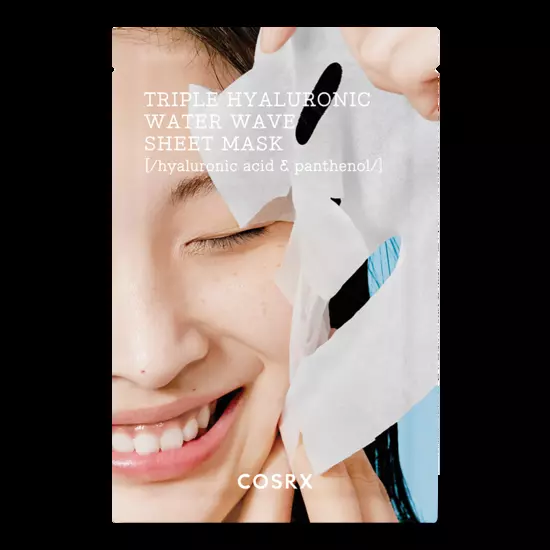 TRIPLE HYALURONIC
WATER WAVE
SHEET MASK
[/hyaluronic acid & panthenol/]
COSRX